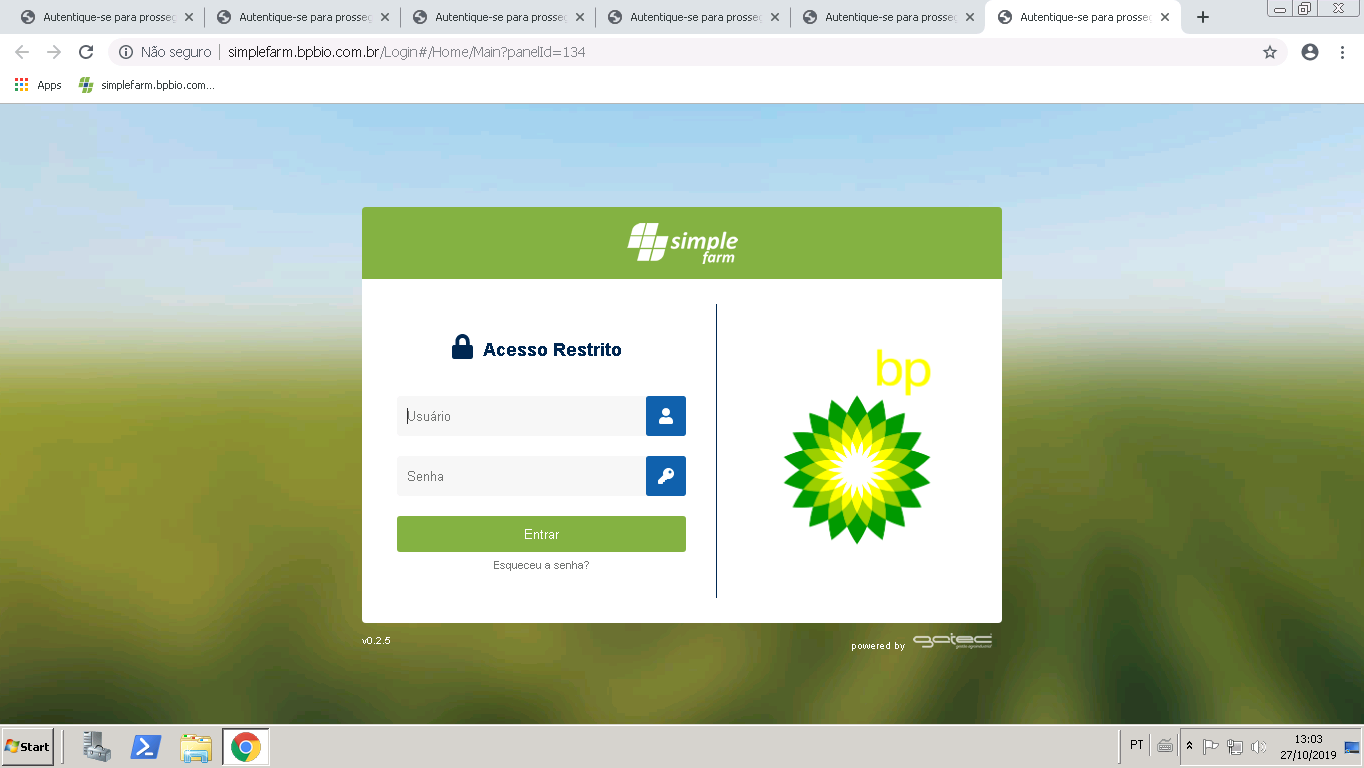 Autentique-se para prosseg
Autentique-se para prosseg
Autentique-se para prosseg
Autentique-se para prosseg
Autentique-se para prosseg
Autentique-se para prosseg
Não seguro simplefarm.bpbio.com.br/Login#/Home/Main?panelId=134
Apps simplefarm.bpbio.com...
simple
farm
Acesso Restrito
bp
Usuário
Senha
Entrar
Esqueceu a senha?
v0.2.5
powered by gatec
Start
PT
13:03
27/10/2019